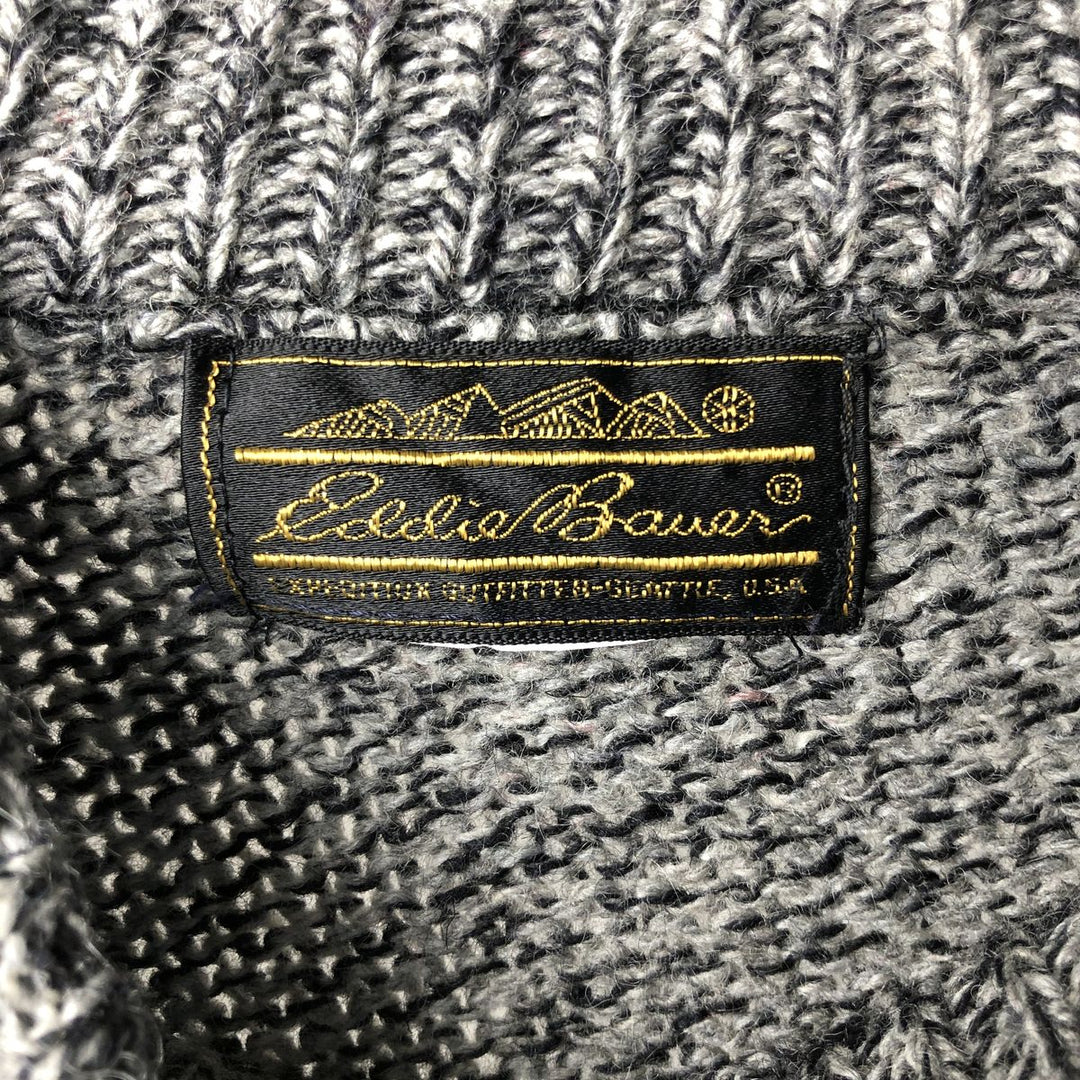 Eddie Bauer ®
EXPEDITION OUTFITTER-SEATTLE, U.S.A.